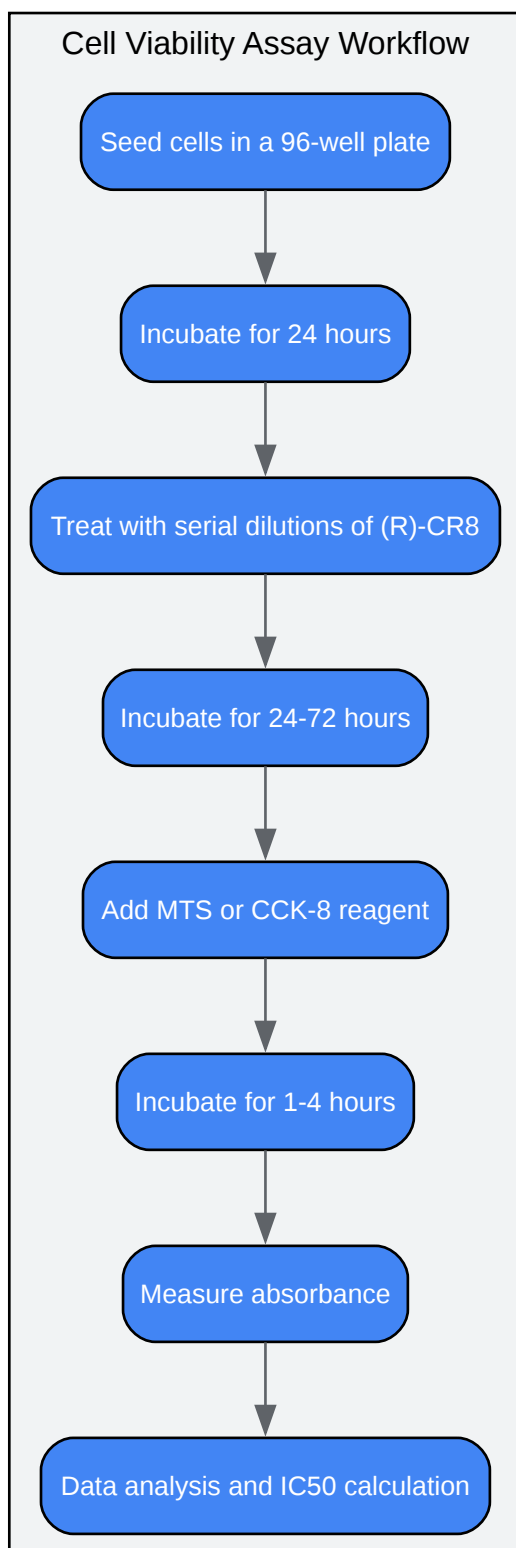 Cell Viability Assay Workflow
Seed cells in a 96-well plate
Incubate for 24 hours
Treat with serial dilutions of (R)-CR8
Incubate for 24-72 hours
Add MTS or CCK-8 reagent
Incubate for 1-4 hours
Measure absorbance
Data analysis and IC50 calculation